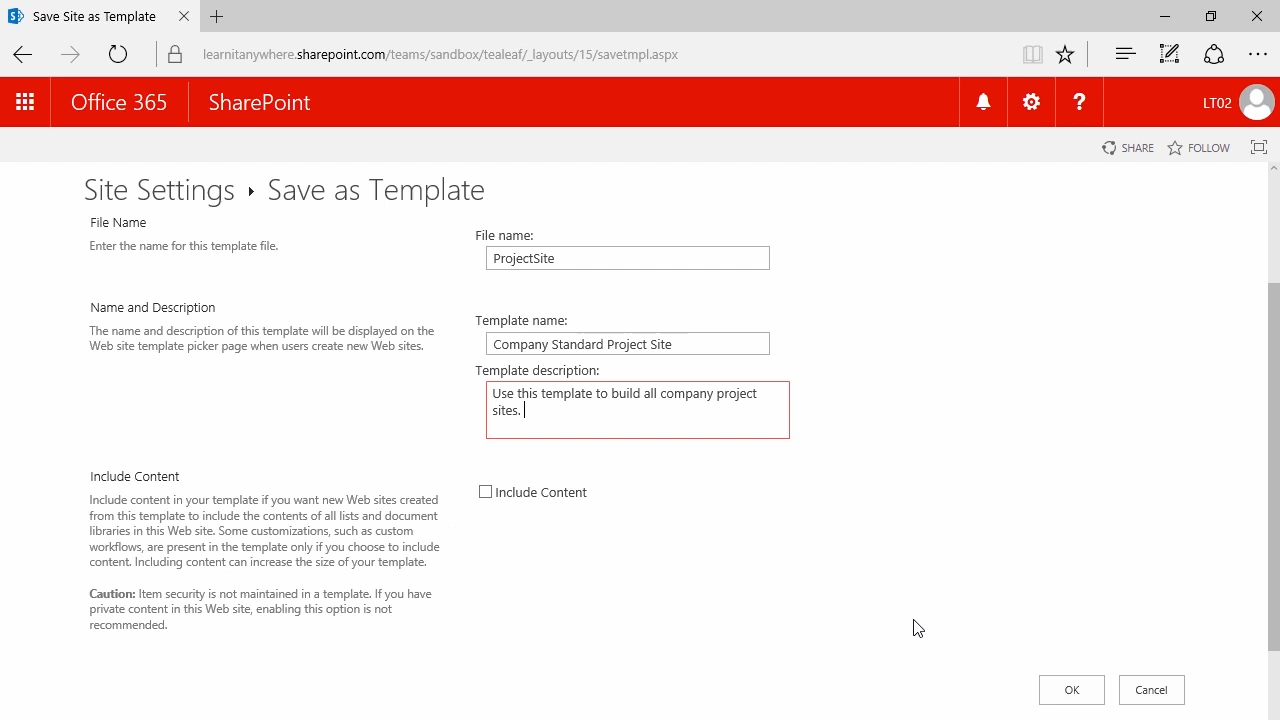 Save Site as Template
learnitanywhere.sharepoint.com/teams/sandbox/tealeaf/_layouts/15/savetmpl.aspx
Office 365 SharePoint ? LT02
SHARE FOLLOW
Site Settings ▸ Save as Template
File Name
Enter the name for this template file.
File name:
ProjectSite
Name and Description
The name and description of this template will be displayed on the
Web site template picker page when users create new Web sites.
Template name:
Company Standard Project Site
Template description:
Use this template to build all company project
sites.
Include Content
Include content in your template if you want new Web sites created
from this template to include the contents of all lists and document
libraries in this Web site. Some customizations, such as custom
workflows, are present in the template only if you choose to include
content. Including content can increase the size of your template.
Caution: Item security is not maintained in a template. If you have
private content in this Web site, enabling this option is not
recommended.
Include Content
OK Cancel